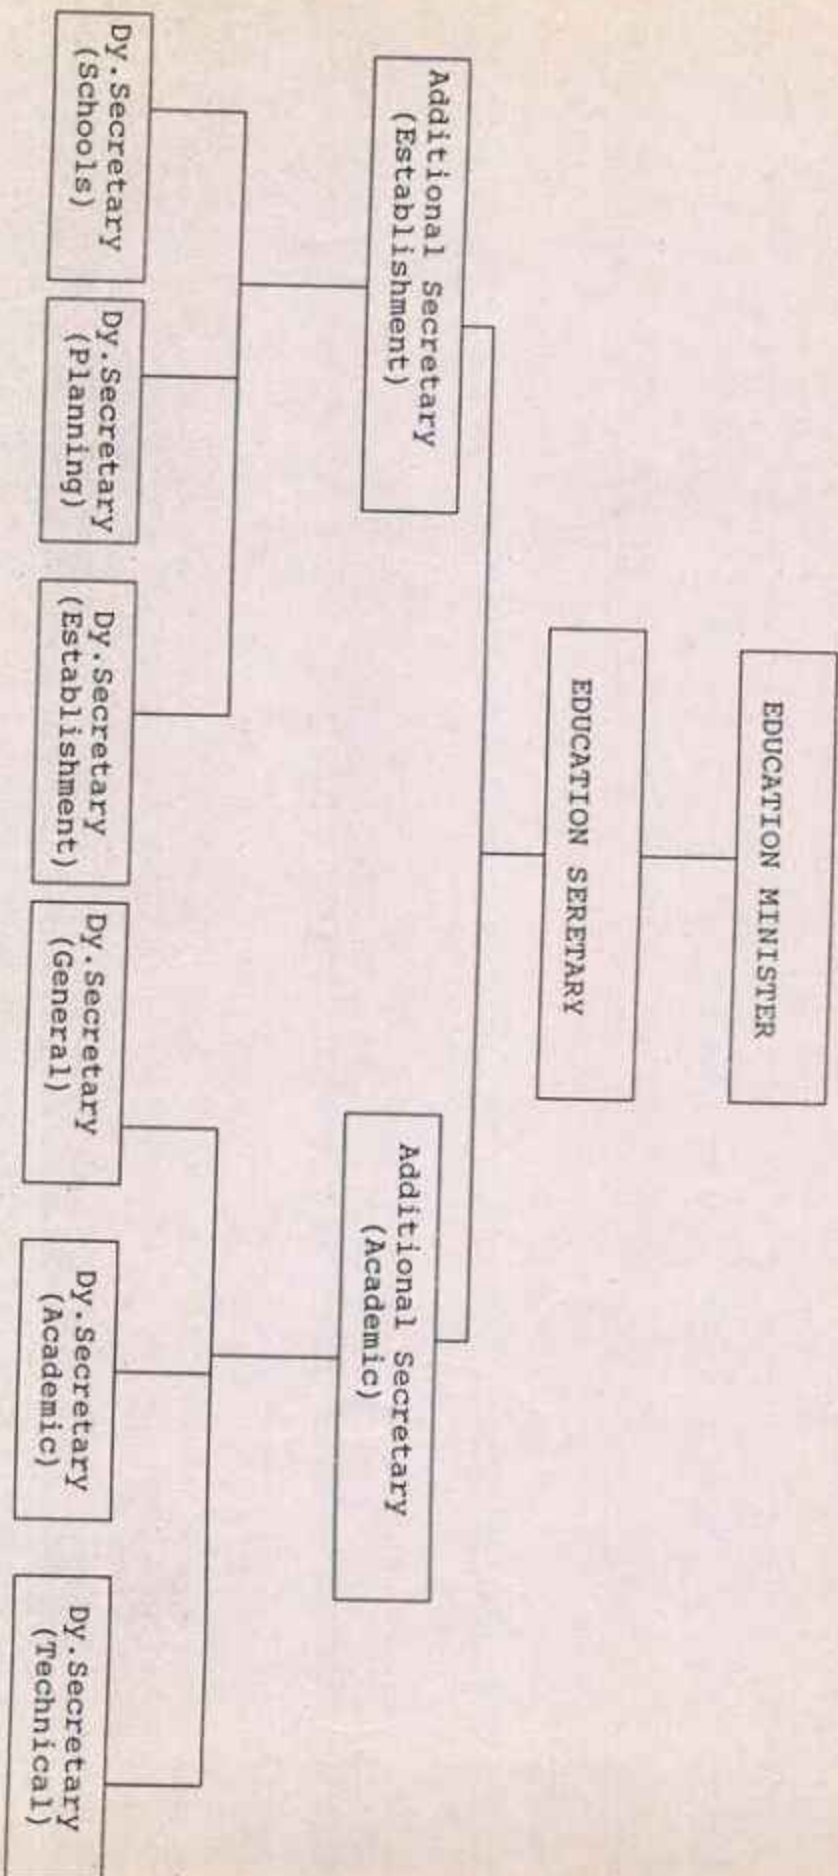 EDUCATION MINISTER
EDUCATION SERETARY
Additional Secretary
(Establishment)
Additional Secretary
(Academic)
Dy.Secretary
(Schools)
Dy.Secretary
(Planning)
Dy.Secretary
(Establishment)
Dy.Secretary
(General)
Dy.Secretary
(Academic)
Dy.Secretary
(Technical)